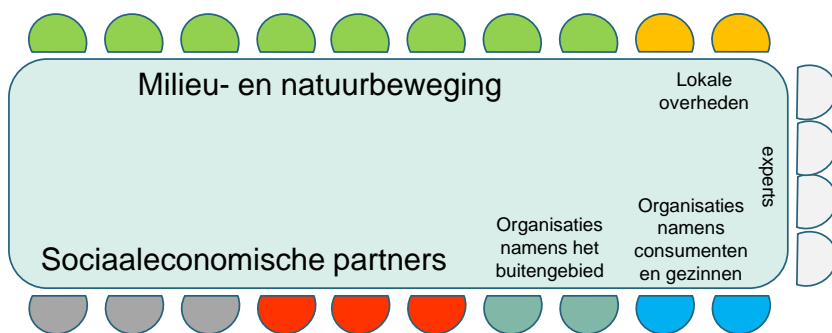 Milieu- en natuurbeweging
Lokale
overheden
experts
Sociaaleconomische partners
Organisaties
namens het
buitengebied
Organisaties
namens
consumenten
en gezinnen